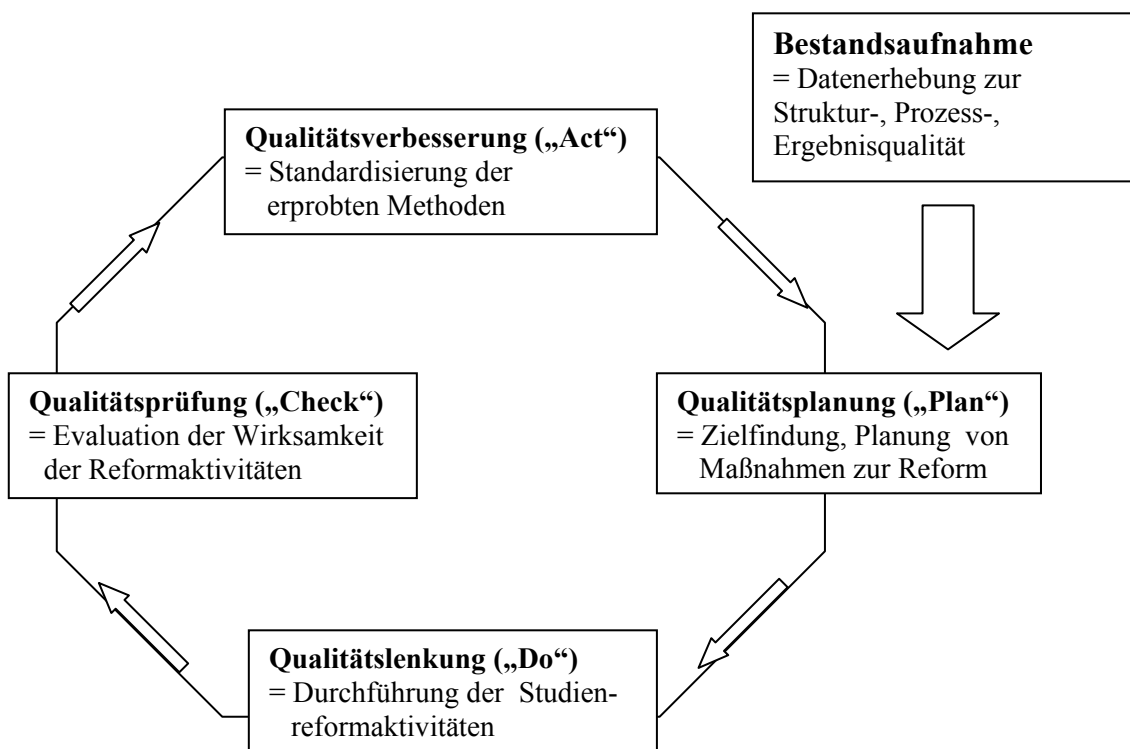 Bestandsaufnahme
= Datenerhebung zur
Struktur-, Prozess-,
Ergebnisqualität
Qualitätsverbesserung („Act“)
= Standardisierung der
erprobten Methoden
Qualitätsprüfung („Check“)
= Evaluation der Wirksamkeit
der Reformaktivitäten
Qualitätsplanung („Plan“)
= Zielfindung, Planung von
Maßnahmen zur Reform
Qualitätslenkung („Do“)
= Durchführung der Studien-
reformaktivitäten